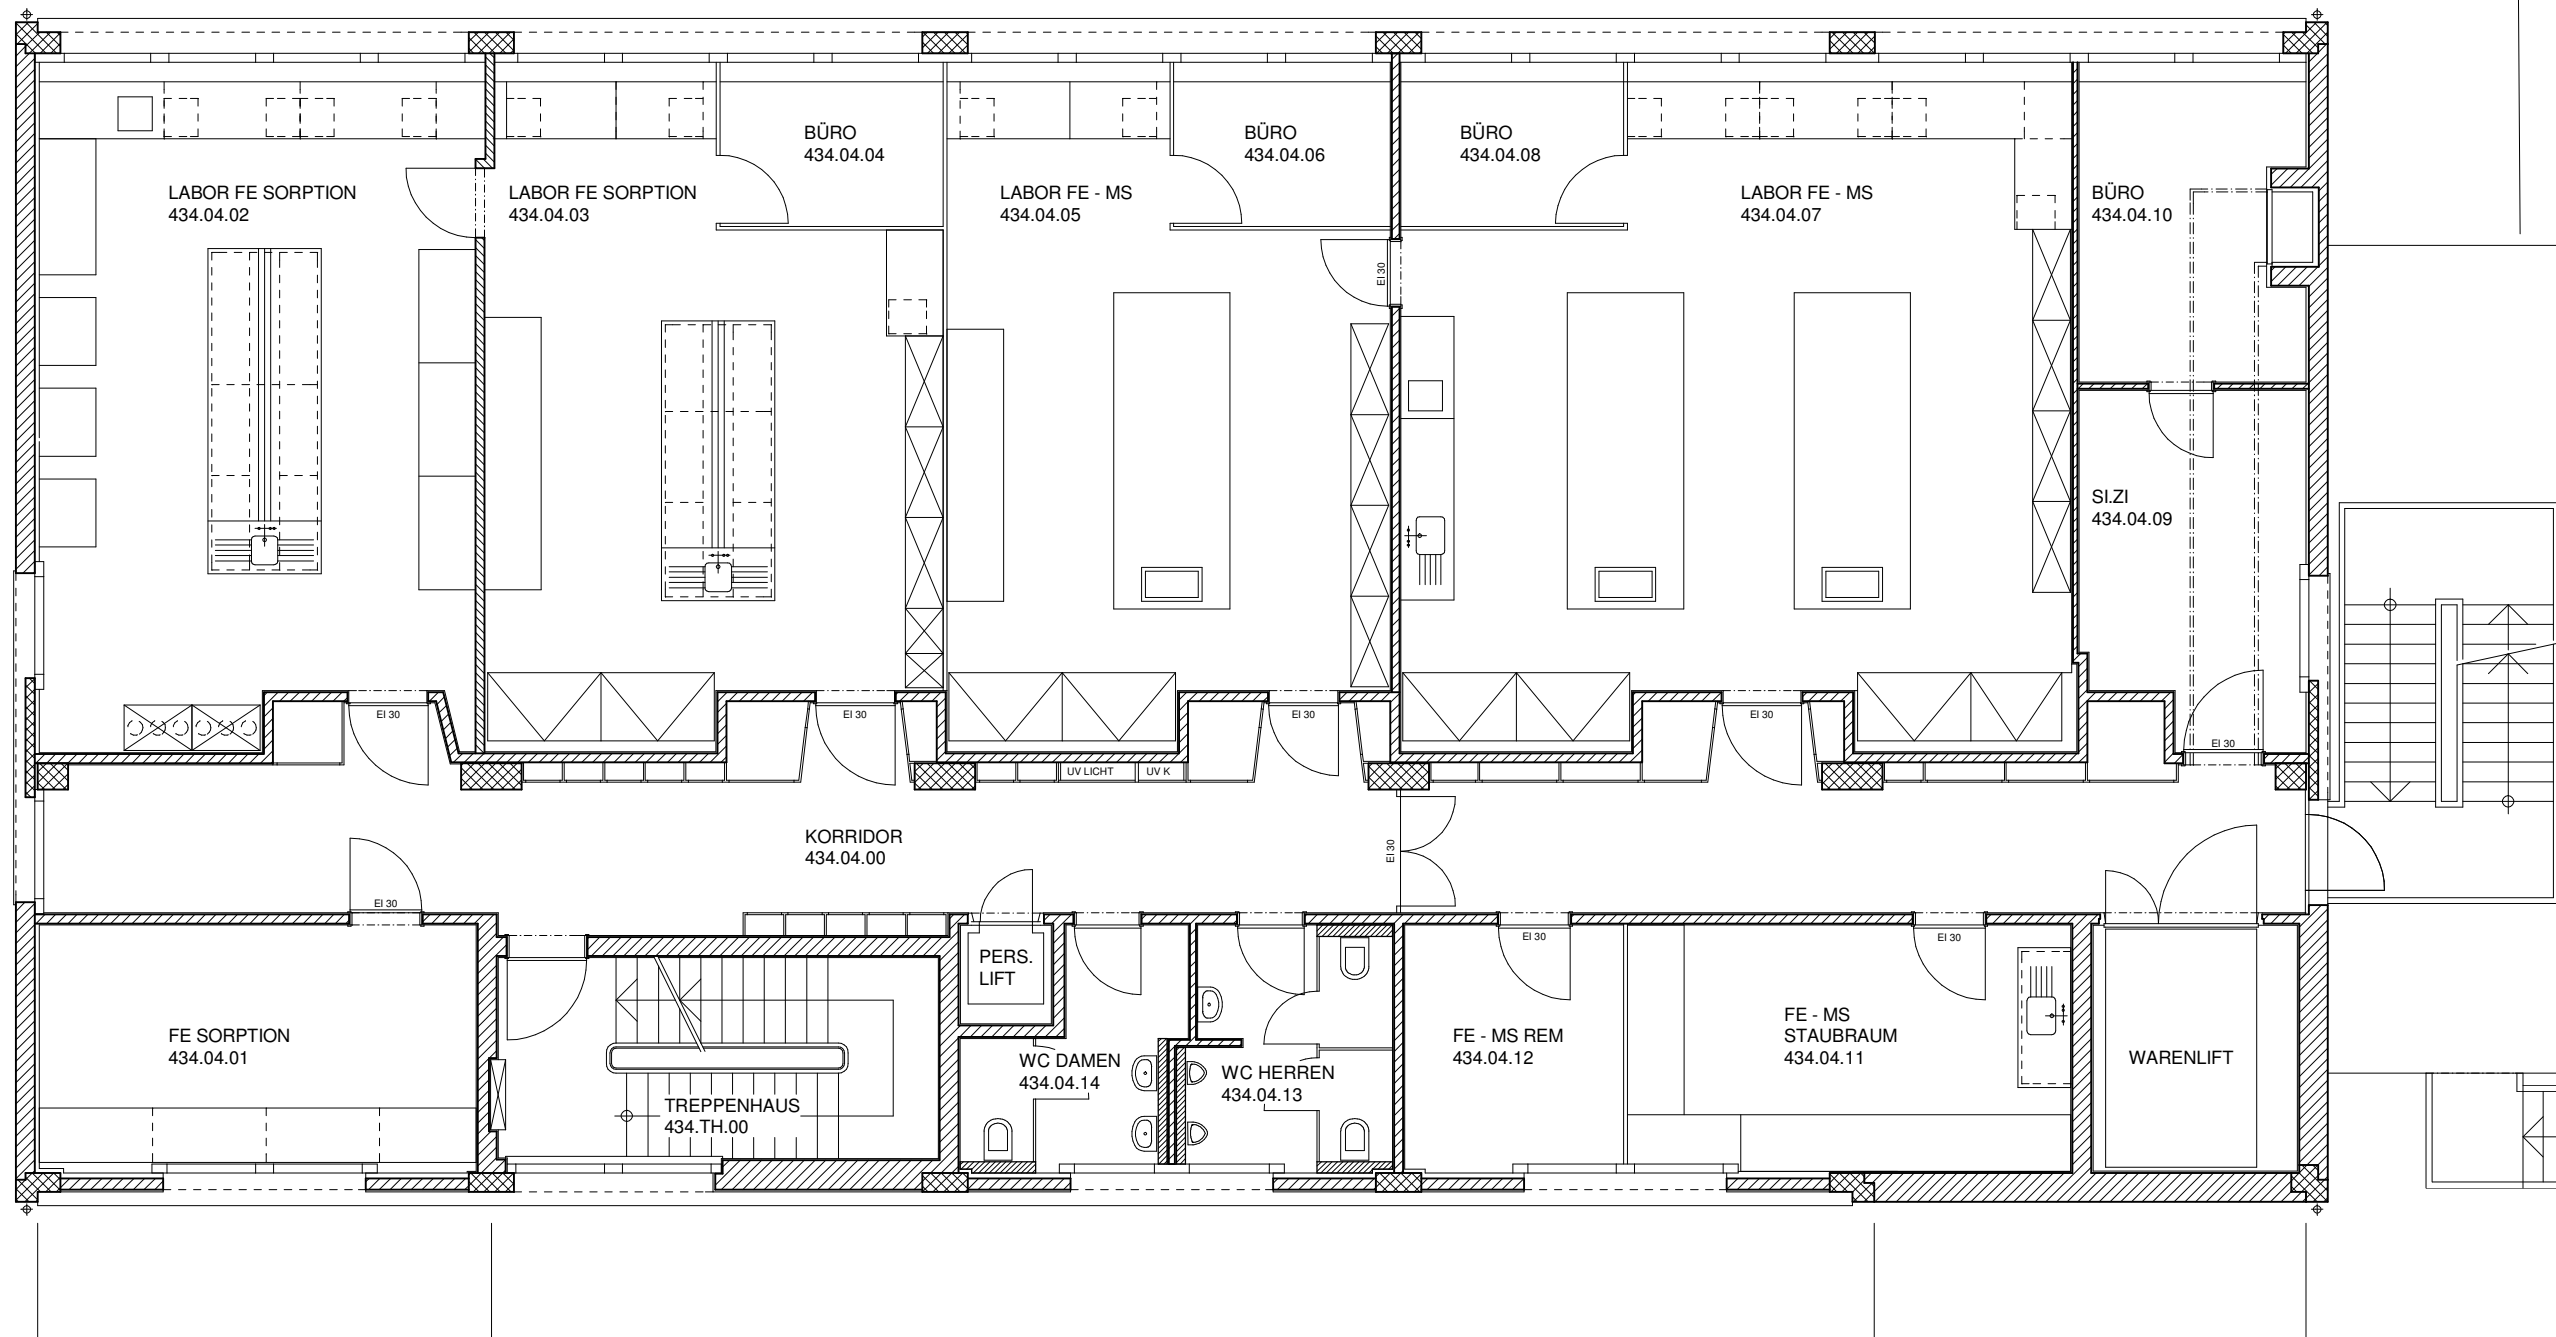 BÜRO
434.04.04
BÜRO
434.04.06
BÜRO
434.04.08
LABOR FE SORPTION
434.04.02
LABOR FE SORPTION
434.04.03
LABOR FE - MS
434.04.05
LABOR FE - MS
434.04.07
BÜRO
434.04.10
EI 30
SI.ZI
434.04.09
EI 30
EI 30
EI 30
EI 30
EI 30
UV LICHT
UV K
KORRIDOR
434.04.00
EI 30
EI 30
EI 30
EI 30
PERS.
LIFT
FE SORPTION
434.04.01
TREPPENHAUS
434.TH.00
WC DAMEN
434.04.14
WC HERREN
434.04.13
FE - MS REM
434.04.12
FE - MS
STAUBRAUM
434.04.11
WARENLIFT